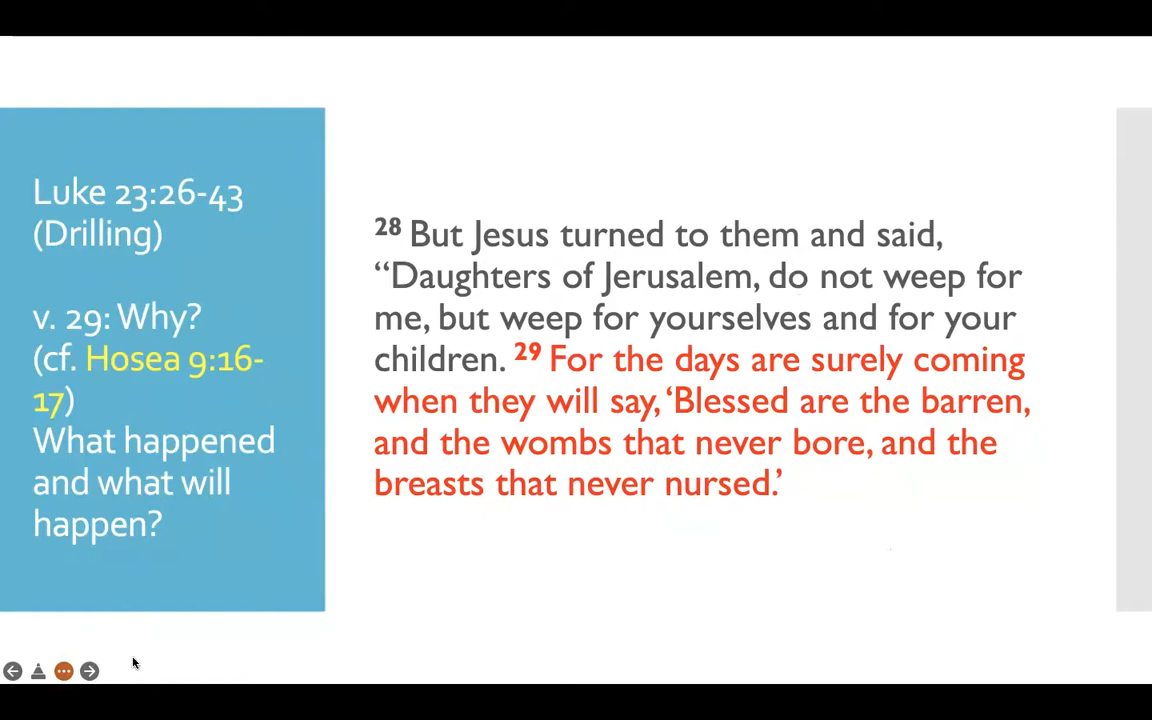 Luke 23:26-43
(Drilling)
v. 29: Why?
(cf. Hosea 9:16-
17)
What happened
and what will
happen?
28 But Jesus turned to them and said,
“Daughters of Jerusalem, do not weep for
me, but weep for yourselves and for your
children. 29 For the days are surely coming
when they will say, ‘Blessed are the barren,
and the wombs that never bore, and the
breasts that never nursed.’